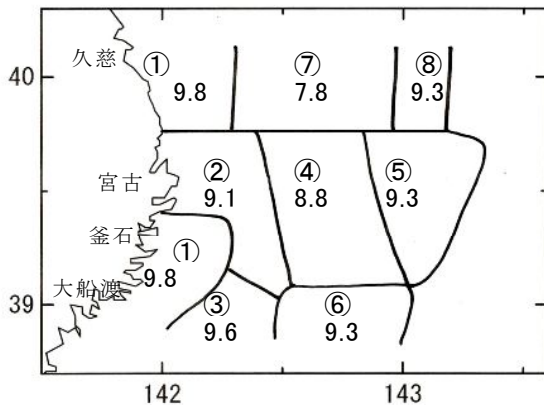 久慈
① ⑦ ⑧
40
9.8 7.8 9.3
宮古
② ④ ⑤
9.1 8.8 9.3
釜石
①
9.8
大船渡
39
③ ⑥
9.6 9.3
142 143